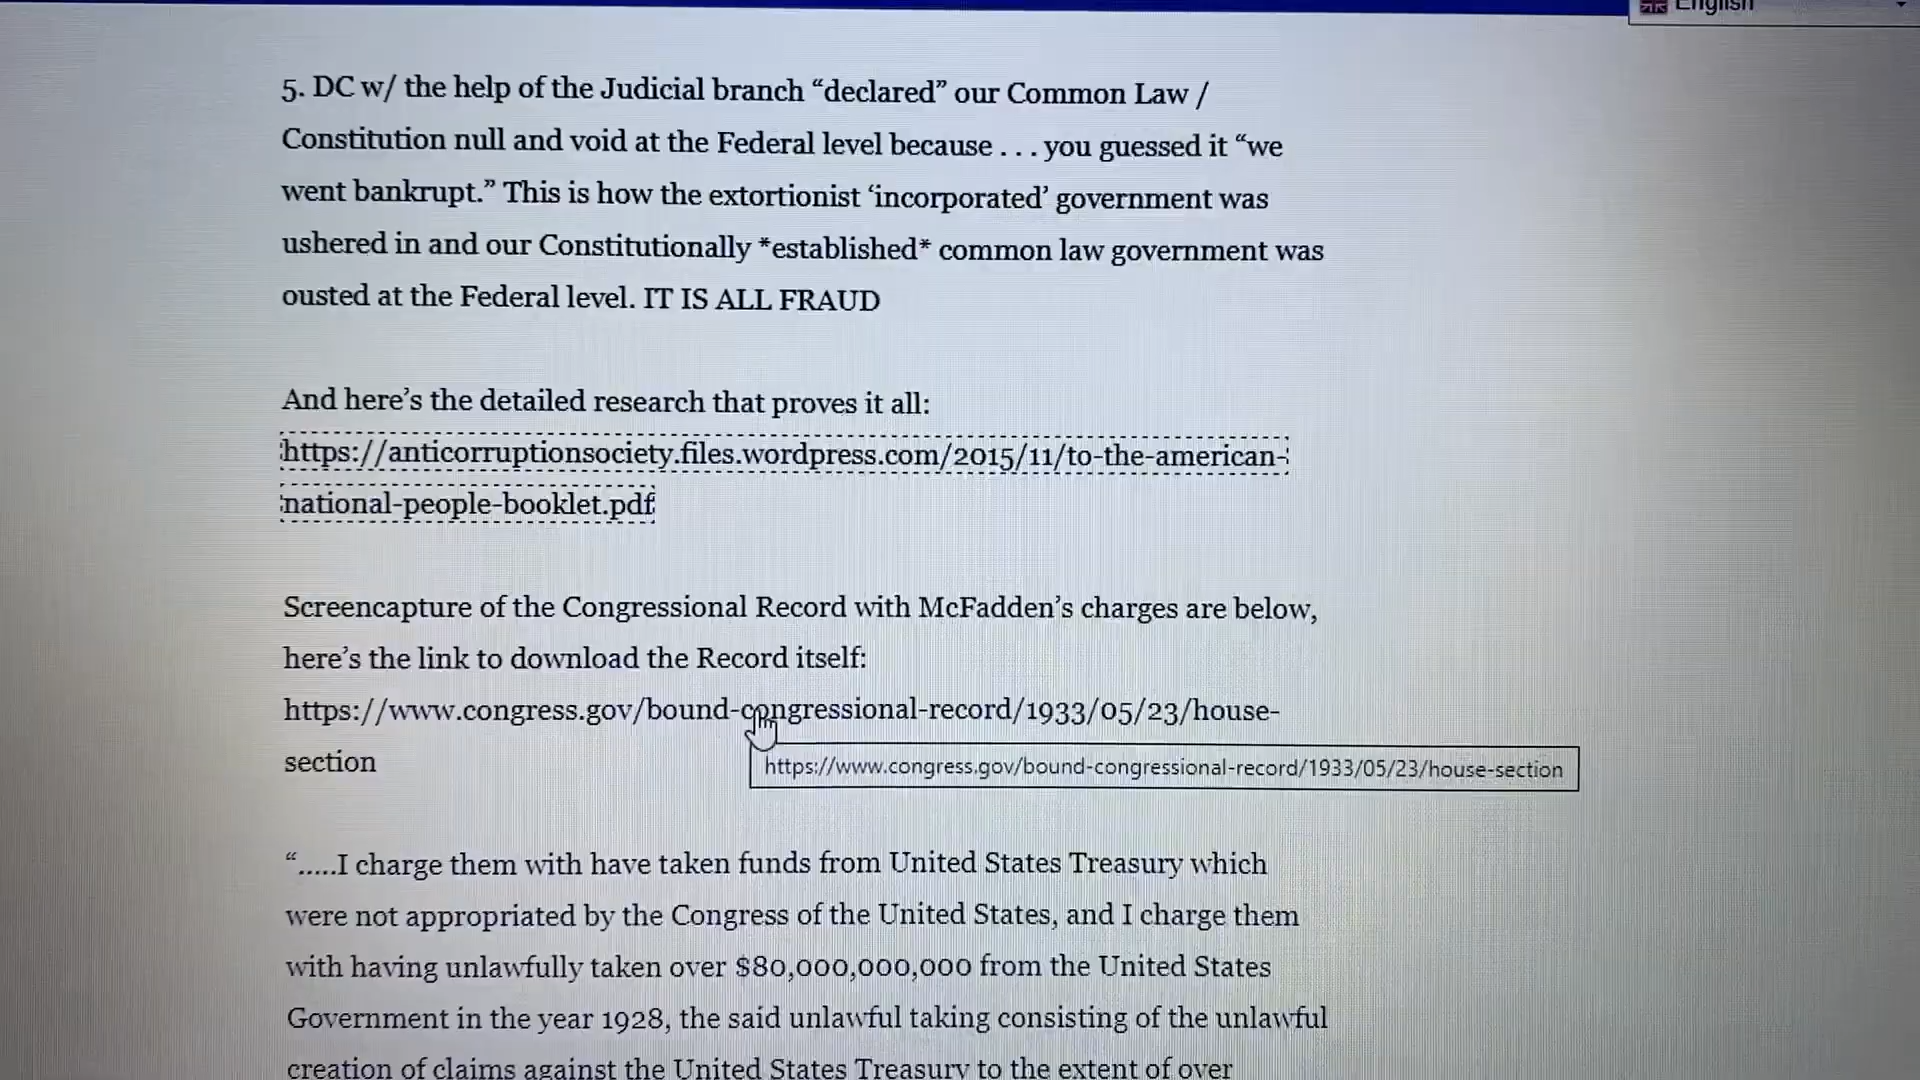 English
5. DC w/ the help of the Judicial branch “declared” our Common Law /
Constitution null and void at the Federal level because . . . you guessed it “we
went bankrupt.” This is how the extortionist ‘incorporated’ government was
ushered in and our Constitutionally *established* common law government was
ousted at the Federal level. IT IS ALL FRAUD
And here’s the detailed research that proves it all:
https://anticorruptionsociety.files.wordpress.com/2015/11/to-the-american-
national-people-booklet.pdf
Screencapture of the Congressional Record with McFadden’s charges are below,
here’s the link to download the Record itself:
https://www.congress.gov/bound-congressional-record/1933/05/23/house-
section
https://www.congress.gov/bound-congressional-record/1933/05/23/house-section
“.....I charge them with have taken funds from United States Treasury which
were not appropriated by the Congress of the United States, and I charge them
with having unlawfully taken over $80,000,000,000 from the United States
Government in the year 1928, the said unlawful taking consisting of the unlawful
creation of claims against the United States Treasury to the extent of over